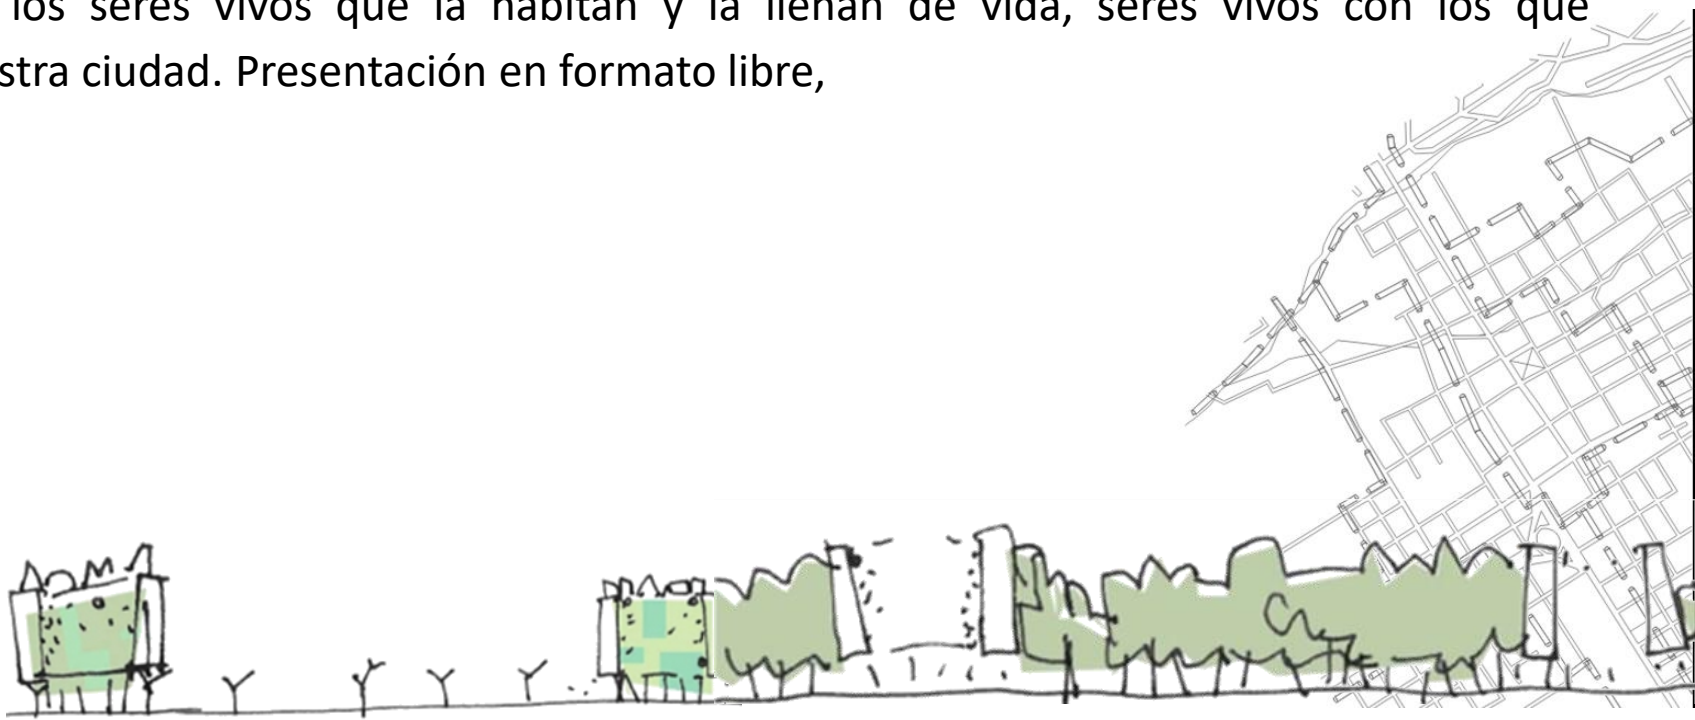 los seres vivos que la habitan y la llenan de vida, seres vivos con los que
stra ciudad. Presentación en formato libre,